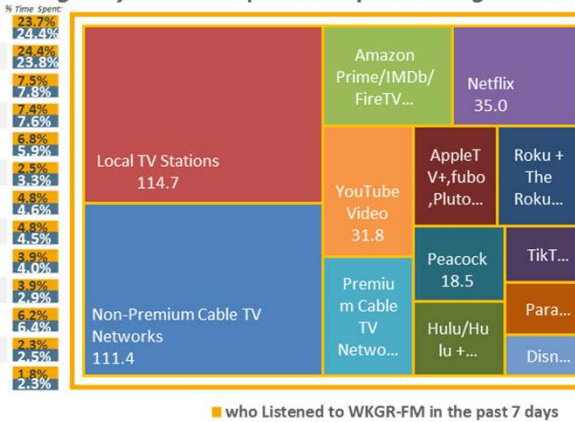 % Time Spent:
23.7%
24.4%
24.4%
23.8%
7.5%
7.8%
7.4%
7.6%
6.8%
5.9%
2.5%
3.3%
4.8%
4.6%
4.8%
4.5%
3.9%
4.0%
3.9%
2.9%
6.2%
6.4%
2.3%
2.5%
1.8%
2.3%
Local TV Stations
114.7
Non-Premium Cable TV
Networks
111.4
Amazon
Prime/IMDb/
FireTV...
Netflix
35.0
YouTube
Video
31.8
AppleT
V+,fubo
,Pluto...
Roku +
The
Roku...
Premiu
m Cable
TV
Netwo...
Peacock
18.5
Hulu/Hu
lu +...
TikT...
Para...
Disn...
who Listened to WKGR-FM in the past 7 days